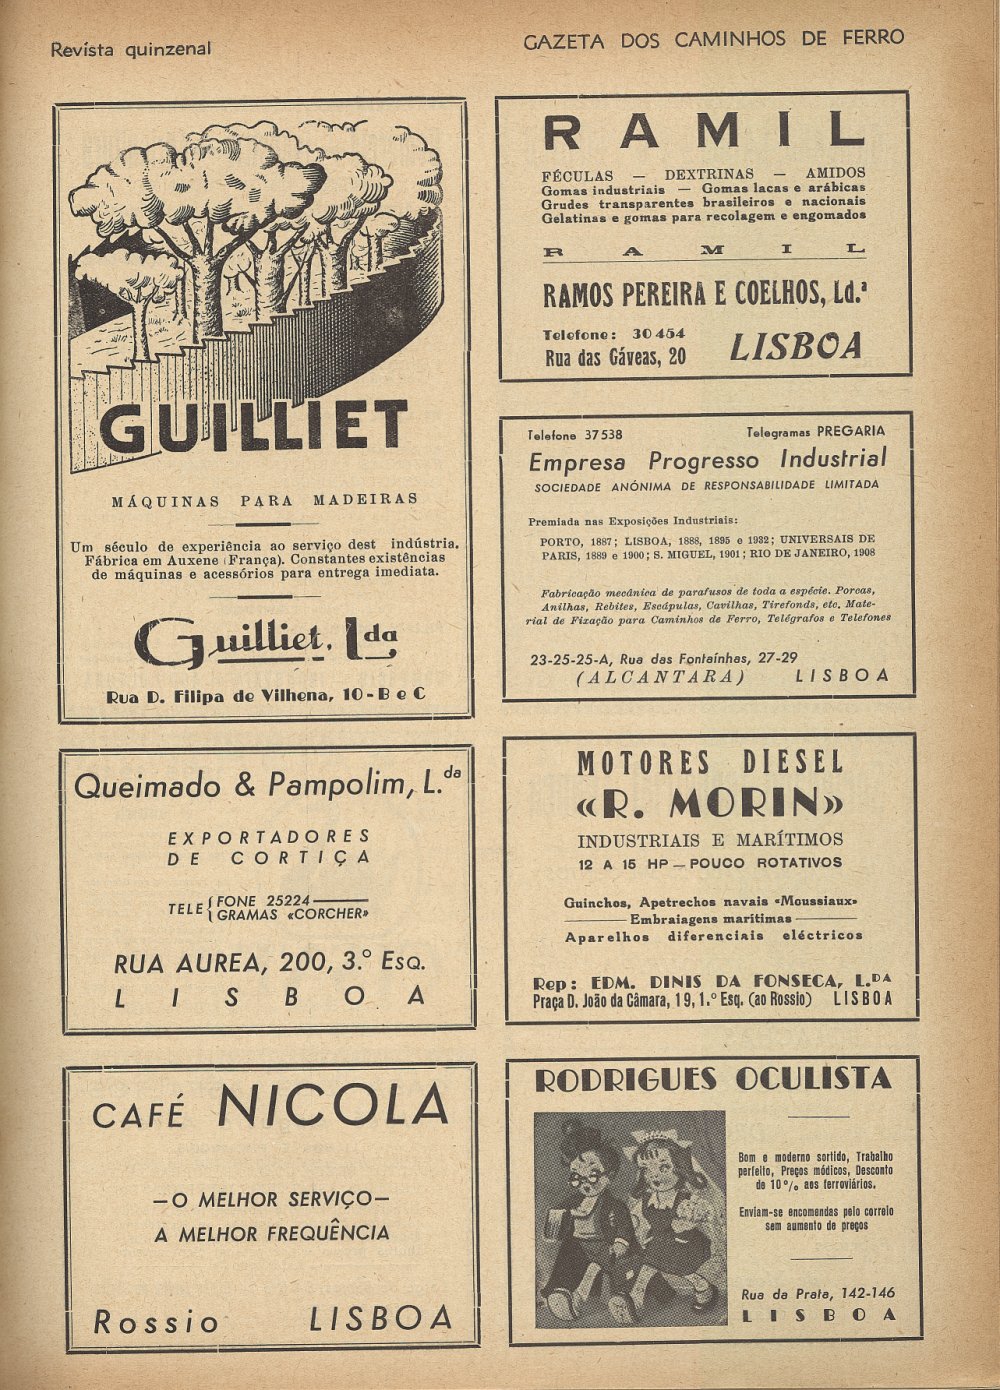 Revista quinzenal
GAZETA DOS CAMINHOS DE FERRO
GUILLIET
MÁQUINAS PARA MADEIRAS
Um século de experiência ao serviço dest indústria.
Fábrica em Auxene (França). Constantes existências
de máquinas e acessórios para entrega imediata.
Guilliet, Lda
Rua D. Filipa de Vilhena, 10-B e C
RAMIL
FÉCULAS — DEXTRINAS — AMIDOS
Gomas industriais — Gomas lacas e arábicas
Grudes transparentes brasileiros e nacionais
Gelatinas e gomas para recolagem e engomados
RAMIL
RAMOS PEREIRA E COELHOS, Ld.ª
Telefone: 30454
Rua das Gáveas, 20 LISBOA
Telefone 37538 Telegramas PREGARIA
Empresa Progresso Industrial
SOCIEDADE ANÓNIMA DE RESPONSABILIDADE LIMITADA
Premiada nas Exposições Industriais:
PORTO, 1887; LISBOA, 1888, 1895 e 1932; UNIVERSAIS DE
PARIS, 1889 e 1900; S. MIGUEL, 1901; RIO DE JANEIRO, 1908
Fabricação mecânica de parafusos de toda a espécie. Porcas,
Anilhas, Rebites, Escápulas, Cavilhas, Tirefonds, etc. Mate-
rial de Fixação para Caminhos de Ferro, Telégrafos e Telefones
23-25-25-A, Rua das Fontaínhas, 27-29
(ALCANTARA) LISBOA
Queimado & Pampolim, L.da
EXPORTADORES
DE CORTIÇA
TELE { FONE 25224
GRAMAS «CORCHER»
RUA AUREA, 200, 3.º ESQ.
LISBOA
MOTORES DIESEL
«R. MORIN»
INDUSTRIAIS E MARÍTIMOS
12 A 15 HP — POUCO ROTATIVOS
Guinchos, Apetrechos navais «Moussiaux»
Embraiagens marítimas
Aparelhos diferenciais eléctricos
Rep: EDM. DINIS DA FONSECA, L.DA
Praça D. João da Câmara, 19, 1.º Esq. (ao Rossio) LISBOA
CAFÉ NICOLA
— O MELHOR SERVIÇO —
A MELHOR FREQUÊNCIA
Rossio LISBOA
RODRIGUES OCULISTA
Bom e moderno sortido, Trabalho
perfeito, Preços módicos, Desconto
de 10% aos ferroviários.
Enviam-se encomendas pelo correio
sem aumento de preços
Rua da Prata, 142-146
LISBOA